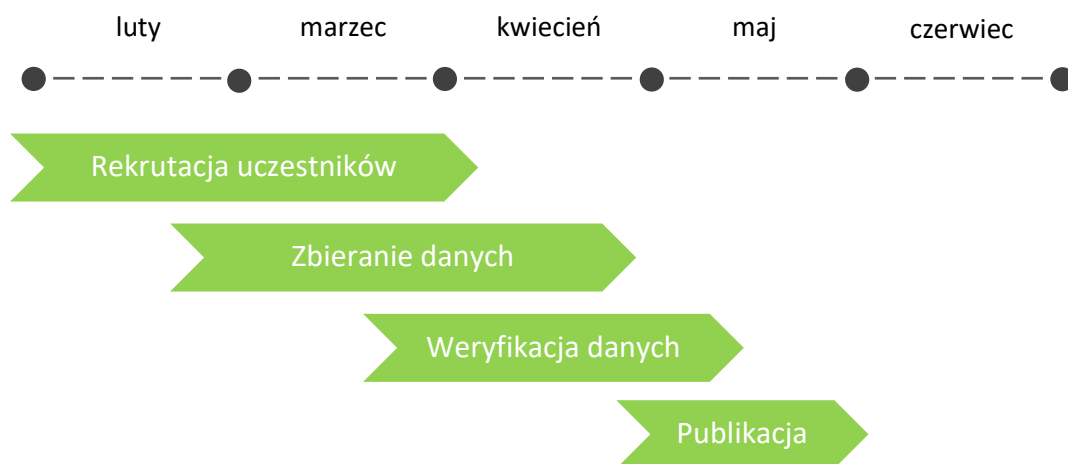 luty marzec kwiecień maj czerwiec
Rekrutacja uczestników
Zbieranie danych
Weryfikacja danych
Publikacja